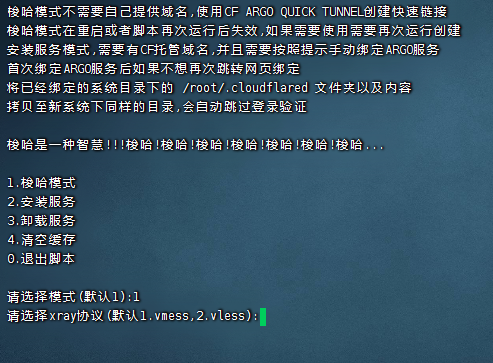 梭哈模式不需要自己提供域名,使用CF ARGO QUICK TUNNEL创建快速链接
梭哈模式在重启或者脚本再次运行后失效,如果需要使用需要再次运行创建
安装服务模式,需要有CF托管域名,并且需要按照提示手动绑定ARGO服务
首次绑定ARGO服务后如果不想再次跳转网页绑定
将已经绑定的系统目录下的 /root/.cloudflared 文件夹以及内容
拷贝至新系统下同样的目录,会自动跳过登录验证
梭哈是一种智慧!!!梭哈!梭哈!梭哈!梭哈!梭哈!梭哈!梭哈...
1.梭哈模式
2.安装服务
3.卸载服务
4.清空缓存
0.退出脚本
请选择模式(默认1):1
请选择xray协议(默认1.vmess,2.vless):